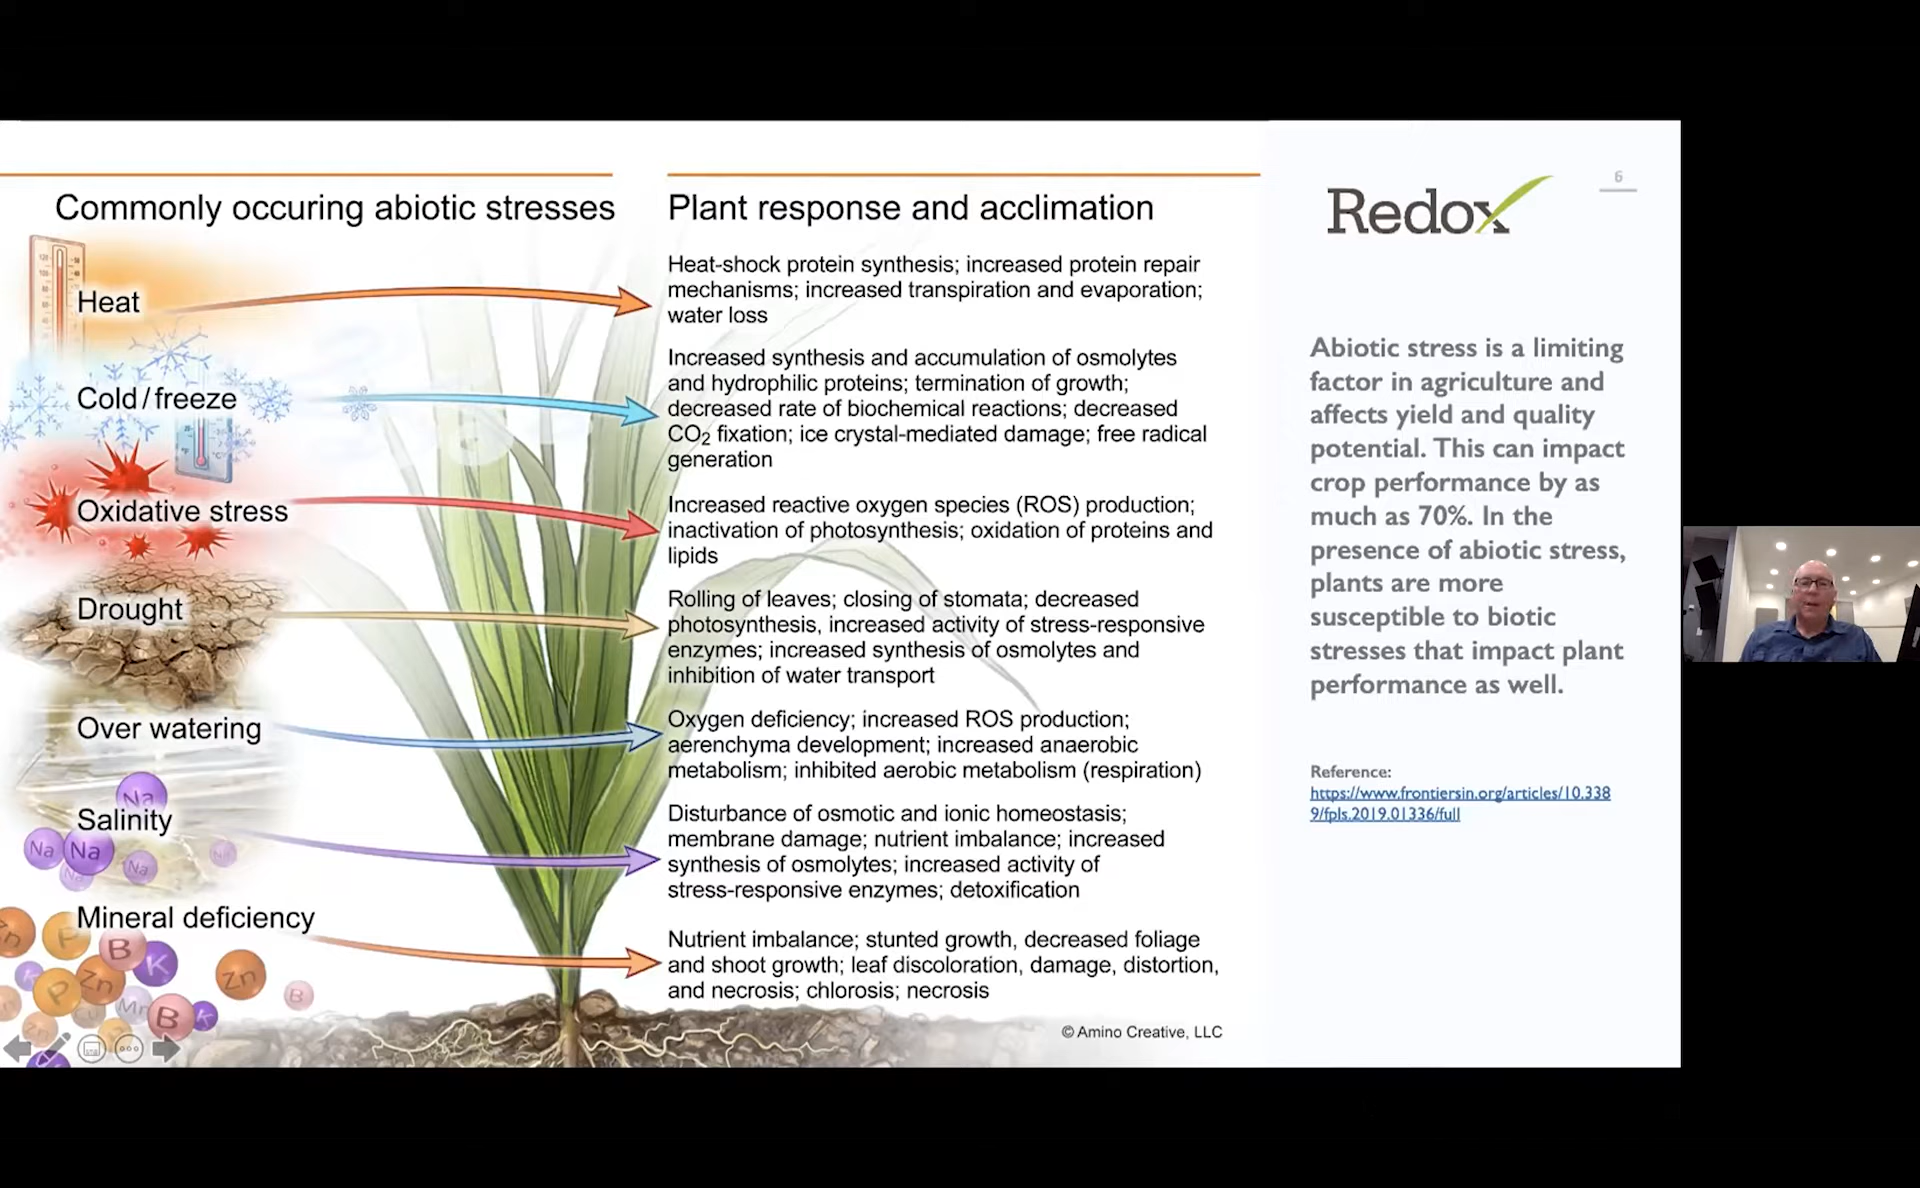 Commonly occuring abiotic stresses
Heat
Cold/freeze
Oxidative stress
Drought
Over watering
Na
Salinity
Na
Na
Na
Na
Na
Mineral deficiency
Zn
P
B
K
Zn
K
Zn
P
Mn
B
B
K
Cu
Zn
Plant response and acclimation
Heat-shock protein synthesis; increased protein repair
mechanisms; increased transpiration and evaporation;
water loss
Increased synthesis and accumulation of osmolytes
and hydrophilic proteins; termination of growth;
decreased rate of biochemical reactions; decreased
CO₂ fixation; ice crystal-mediated damage; free radical
generation
Increased reactive oxygen species (ROS) production;
inactivation of photosynthesis; oxidation of proteins and
lipids
Rolling of leaves; closing of stomata; decreased
photosynthesis, increased activity of stress-responsive
enzymes; increased synthesis of osmolytes and
inhibition of water transport
Oxygen deficiency; increased ROS production;
aerenchyma development; increased anaerobic
metabolism; inhibited aerobic metabolism (respiration)
Disturbance of osmotic and ionic homeostasis;
membrane damage; nutrient imbalance; increased
synthesis of osmolytes; increased activity of
stress-responsive enzymes; detoxification
Nutrient imbalance; stunted growth, decreased foliage
and shoot growth; leaf discoloration, damage, distortion,
and necrosis; chlorosis; necrosis
© Amino Creative, LLC
Redox
6
Abiotic stress is a limiting
factor in agriculture and
affects yield and quality
potential. This can impact
crop performance by as
much as 70%. In the
presence of abiotic stress,
plants are more
susceptible to biotic
stresses that impact plant
performance as well.
Reference:
https://www.frontiersin.org/articles/10.338
9/fpls.2019.01336/full